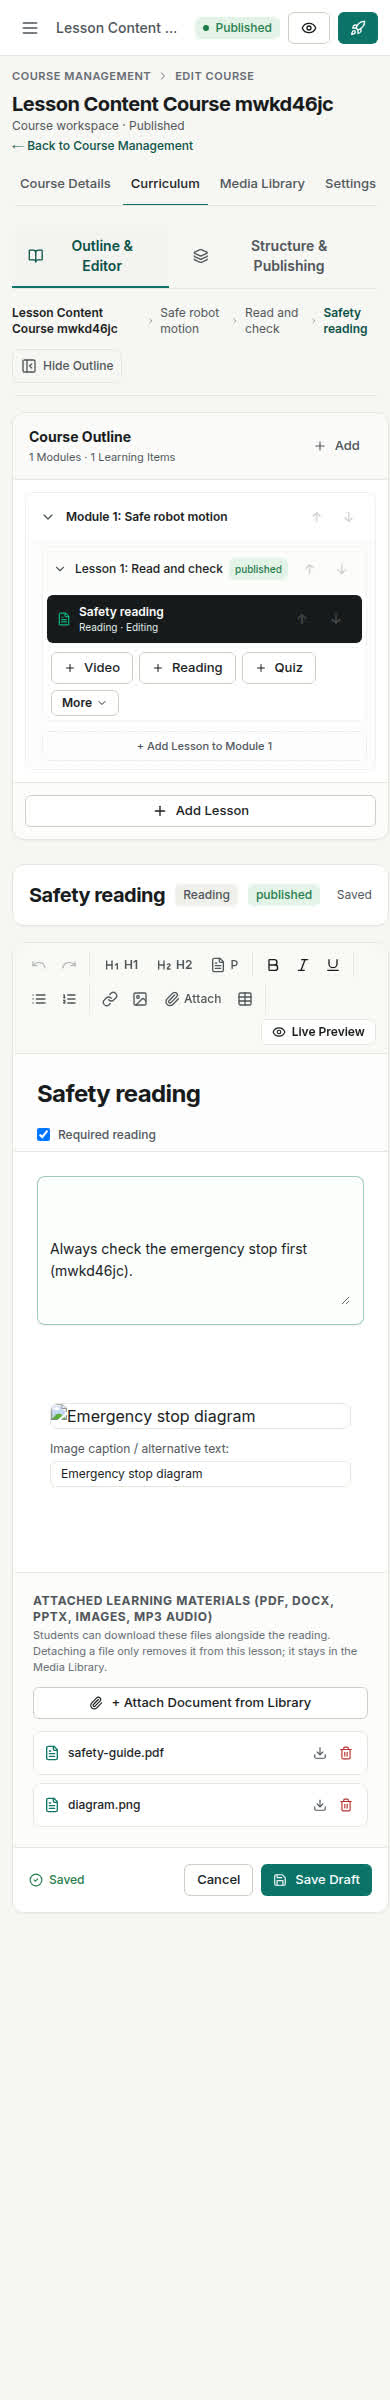 Lesson Content ...
Published
COURSE MANAGEMENT > EDIT COURSE
Lesson Content Course mwkd46jc
Course workspace · Published
← Back to Course Management
Course Details
Curriculum
Media Library
Settings
Outline &
Editor
Structure &
Publishing
Lesson Content
Course mwkd46jc
Safe robot
motion
Read and
check
Safety
reading
Hide Outline
Course Outline
1 Modules · 1 Learning Items
Add
Module 1: Safe robot motion
Lesson 1: Read and check
published
Safety reading
Reading · Editing
Video
Reading
Quiz
More
+ Add Lesson to Module 1
Add Lesson
Safety reading
Reading
published
Saved
H1 H1
H2 H2
P
B
I
U
Attach
Live Preview
Safety reading
Required reading
Always check the emergency stop first
(mwkd46jc).
Emergency stop diagram
Image caption / alternative text:
Emergency stop diagram
ATTACHED LEARNING MATERIALS (PDF, DOCX,
PPTX, IMAGES, MP3 AUDIO)
Students can download these files alongside the reading.
Detaching a file only removes it from this lesson; it stays in the
Media Library.
+ Attach Document from Library
safety-guide.pdf
diagram.png
Saved
Cancel
Save Draft